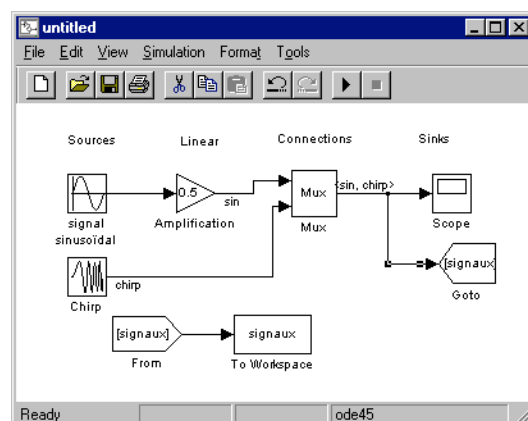 untitled
File Edit View Simulation Format Tools
Sources Linear Connections Sinks
0.5 Mux <sin, chirp>
sin
signal sinusoïdal
Amplification
Mux
Scope
chirp
Chirp
[signaux]
Goto
[signaux] signaux
From To Workspace
Ready ode45